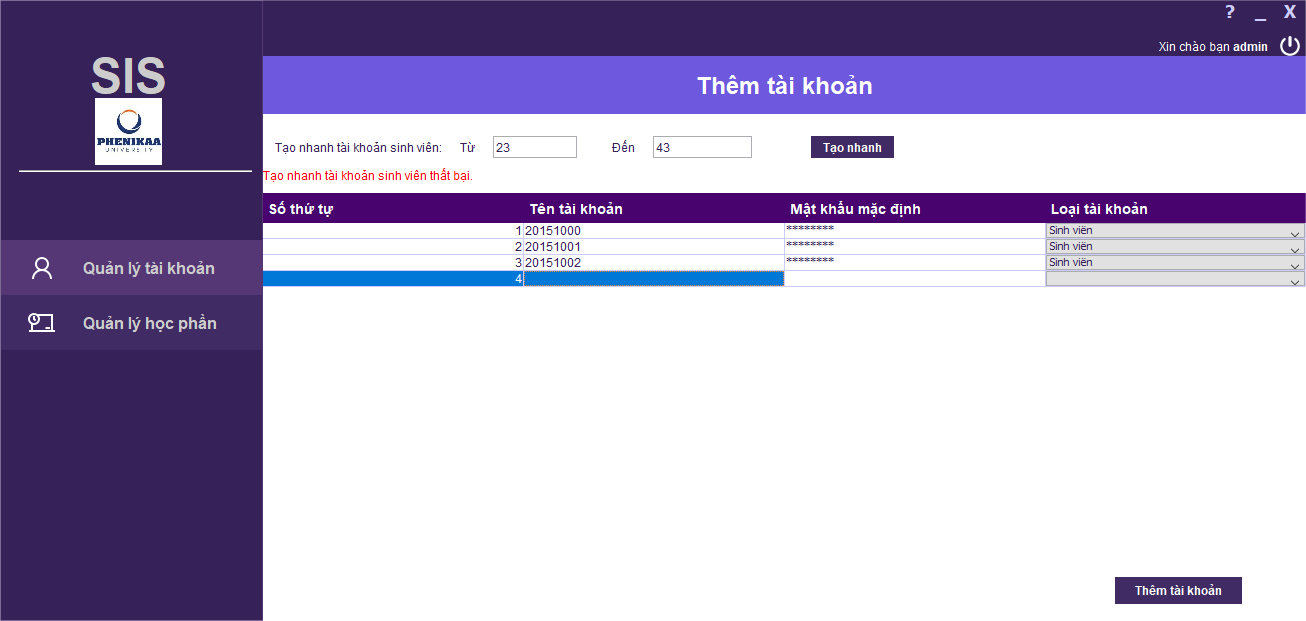 ? _ X
Xin chào bạn admin
SIS
PHENIKAA
UNIVERSITY
Quản lý tài khoản
Quản lý học phần
Thêm tài khoản
Tạo nhanh tài khoản sinh viên: Từ 23 Đến 43 Tạo nhanh
Tạo nhanh tài khoản sinh viên thất bại.
Số thứ tự Tên tài khoản Mật khẩu mặc định Loại tài khoản
1 20151000 ******** Sinh viên
2 20151001 ******** Sinh viên
3 20151002 ******** Sinh viên
4
Thêm tài khoản